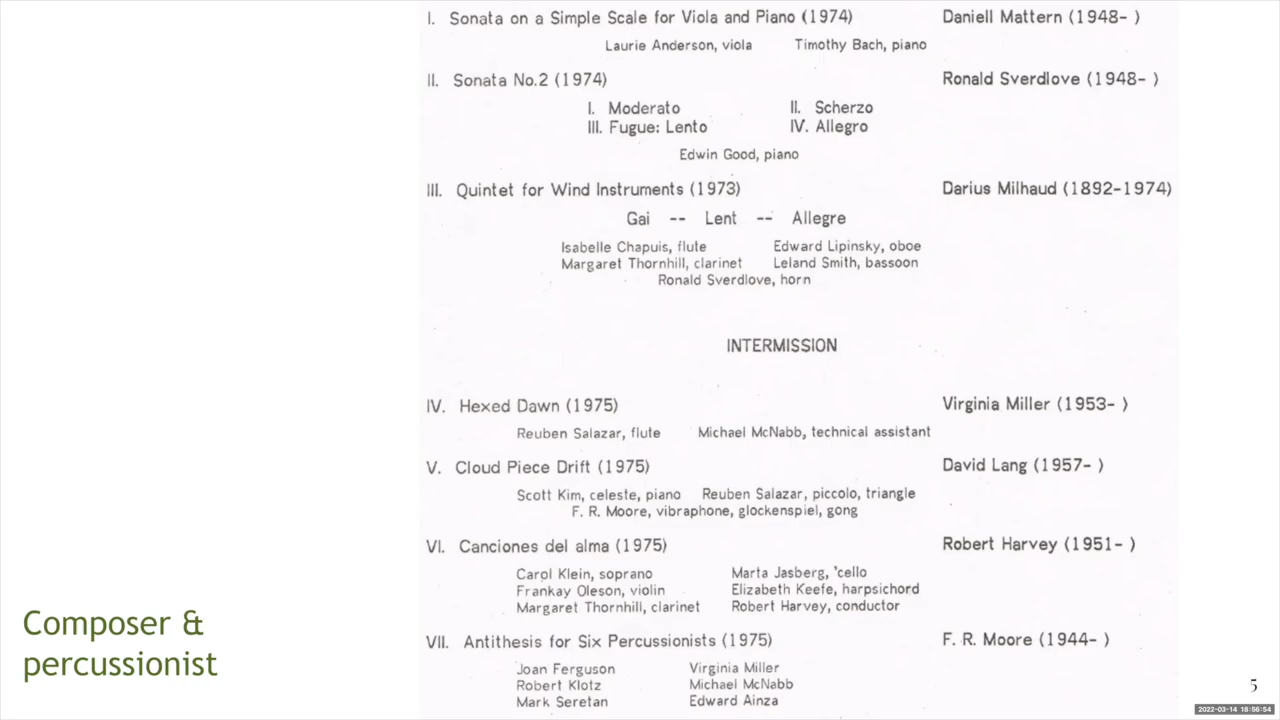 I. Sonata on a Simple Scale for Viola and Piano (1974) Daniell Mattern (1948- )
Laurie Anderson, viola Timothy Bach, piano
II. Sonata No.2 (1974) Ronald Sverdlove (1948- )
I. Moderato II. Scherzo
III. Fugue: Lento IV. Allegro
Edwin Good, piano
III. Quintet for Wind Instruments (1973) Darius Milhaud (1892-1974)
Gai -- Lent -- Allegre
Isabelle Chapuis, flute Edward Lipinsky, oboe
Margaret Thornhill, clarinet Leland Smith, bassoon
Ronald Sverdlove, horn
INTERMISSION
IV. Hexed Dawn (1975) Virginia Miller (1953- )
Reuben Salazar, flute Michael McNabb, technical assistant
V. Cloud Piece Drift (1975) David Lang (1957- )
Scott Kim, celeste, piano Reuben Salazar, piccolo, triangle
F. R. Moore, vibraphone, glockenspiel, gong
VI. Canciones del alma (1975) Robert Harvey (1951- )
Carol Klein, soprano Marta Jasberg, 'cello
Frankay Oleson, violin Elizabeth Keefe, harpsichord
Margaret Thornhill, clarinet Robert Harvey, conductor
VII. Antithesis for Six Percussionists (1975) F. R. Moore (1944- )
Joan Ferguson Virginia Miller
Robert Klotz Michael McNabb
Mark Seretan Edward Ainza
Composer &
percussionist
5
2022-03-14 18:56:54